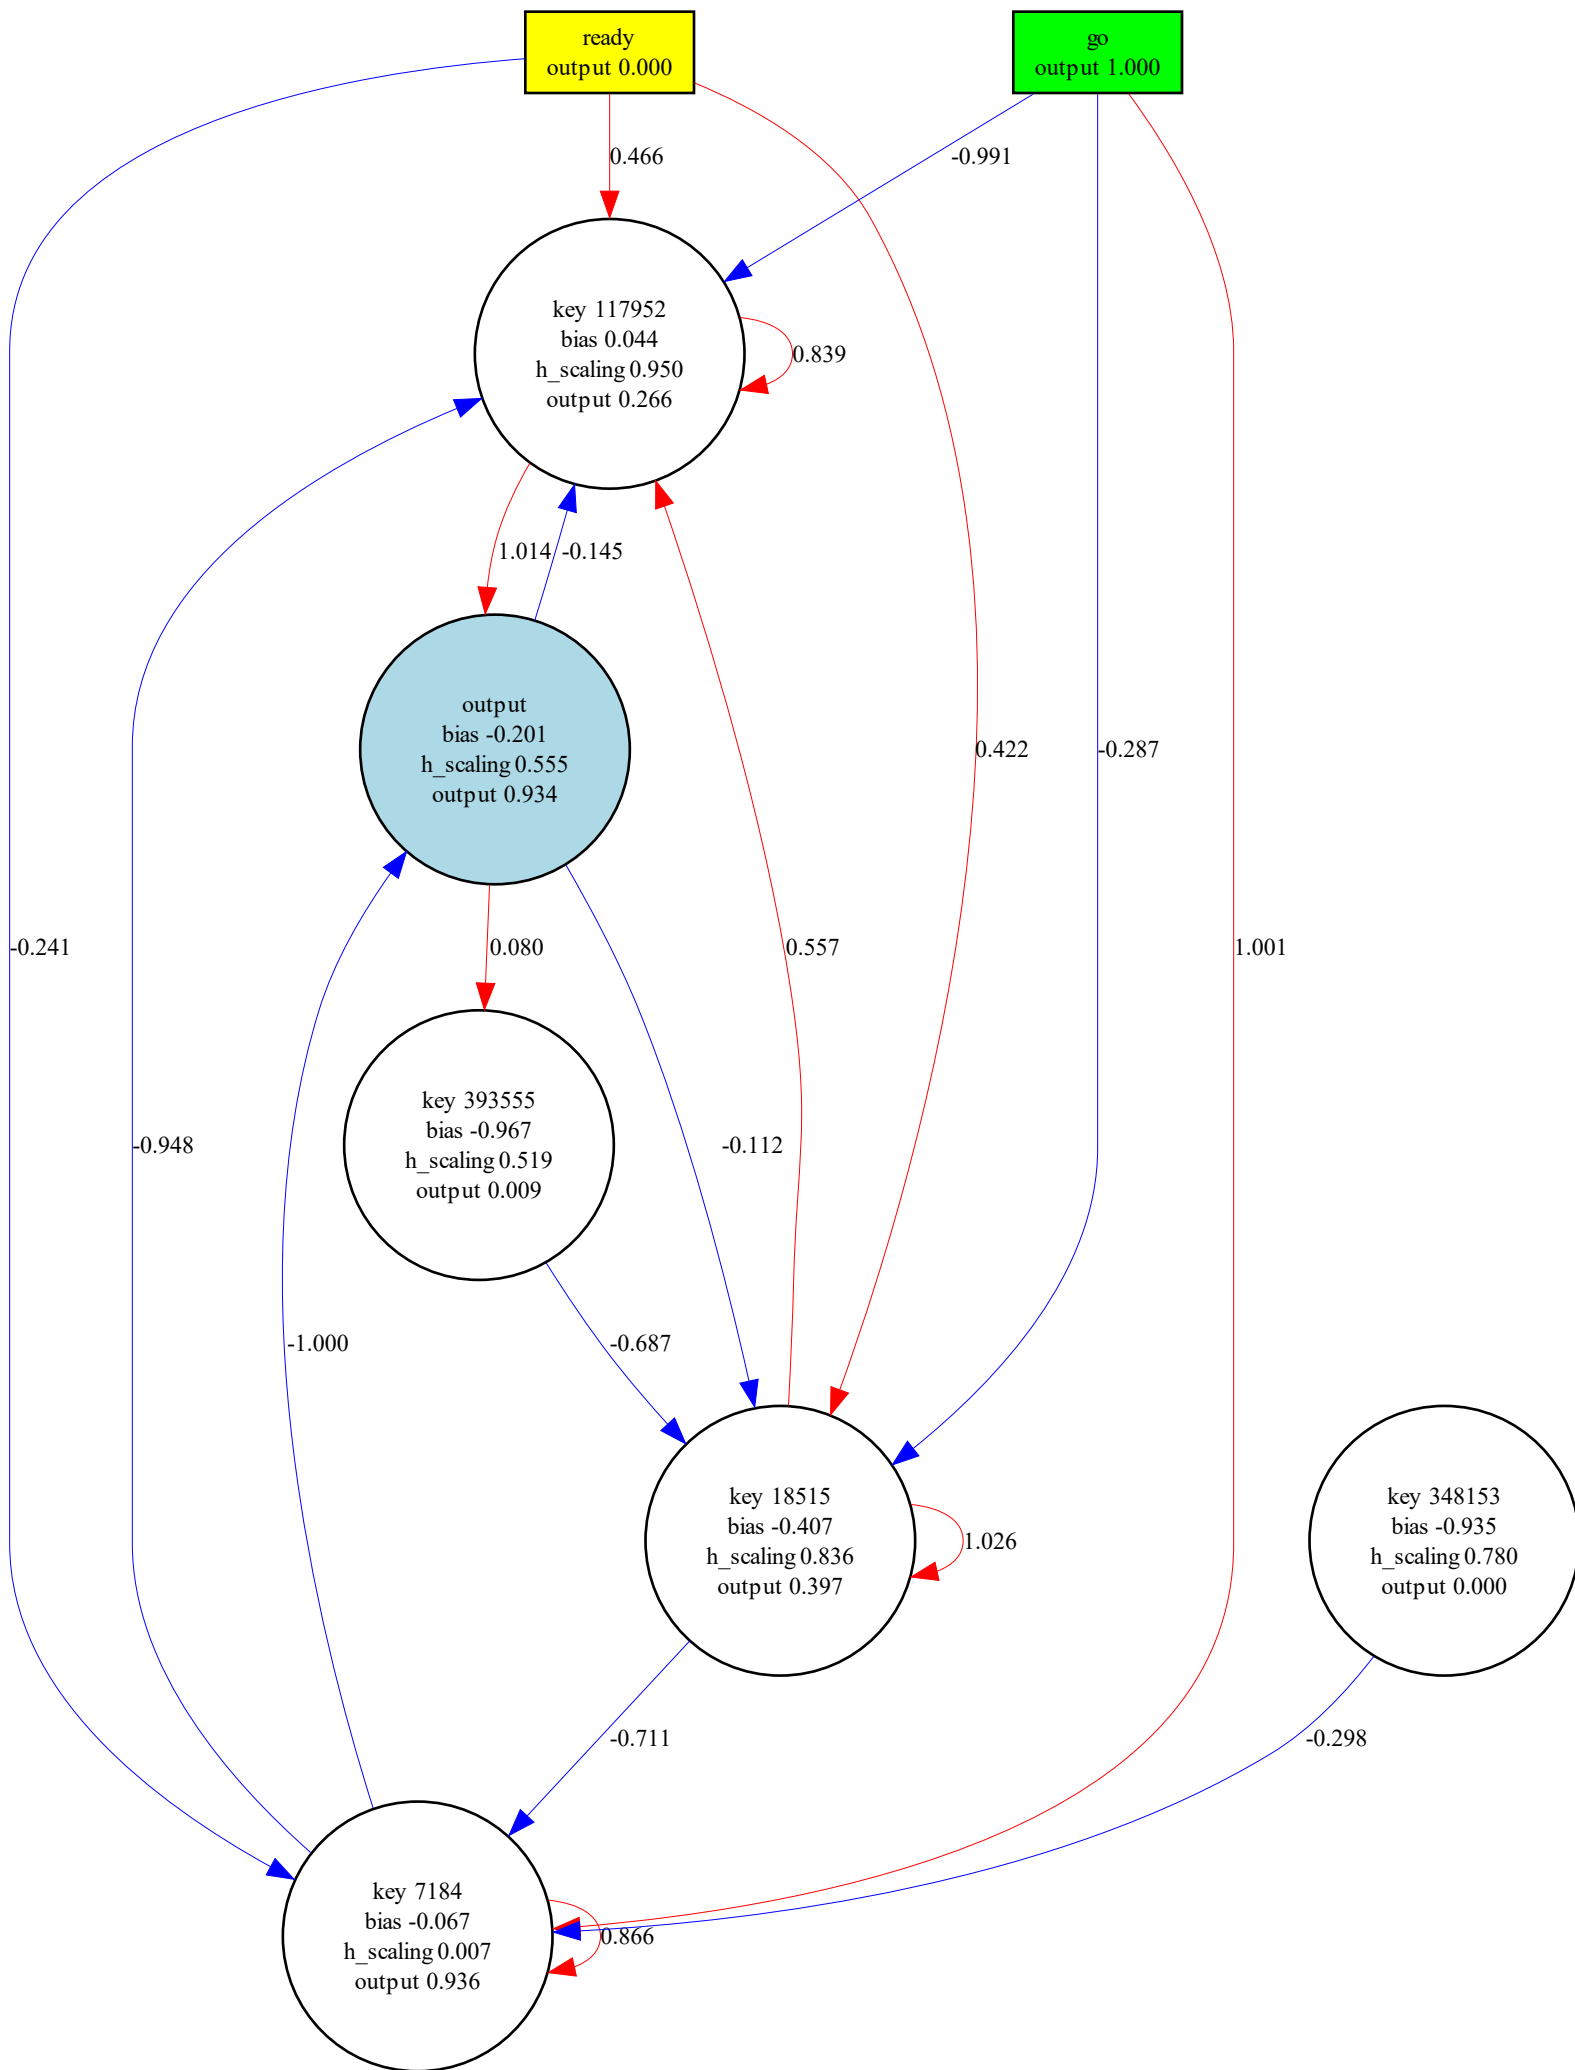 ready
output 0.000
go
output 1.000
0.466
-0.991
key 117952
bias 0.044
h_scaling 0.950
output 0.266
0.839
1.014
-0.145
output
bias -0.201
h_scaling 0.555
output 0.934
0.422
-0.287
-0.241
0.080
0.557
1.001
key 393555
bias -0.967
h_scaling 0.519
output 0.009
-0.948
-0.112
-1.000
-0.687
key 18515
bias -0.407
h_scaling 0.836
output 0.397
1.026
key 348153
bias -0.935
h_scaling 0.780
output 0.000
-0.711
-0.298
key 7184
bias -0.067
h_scaling 0.007
output 0.936
0.866